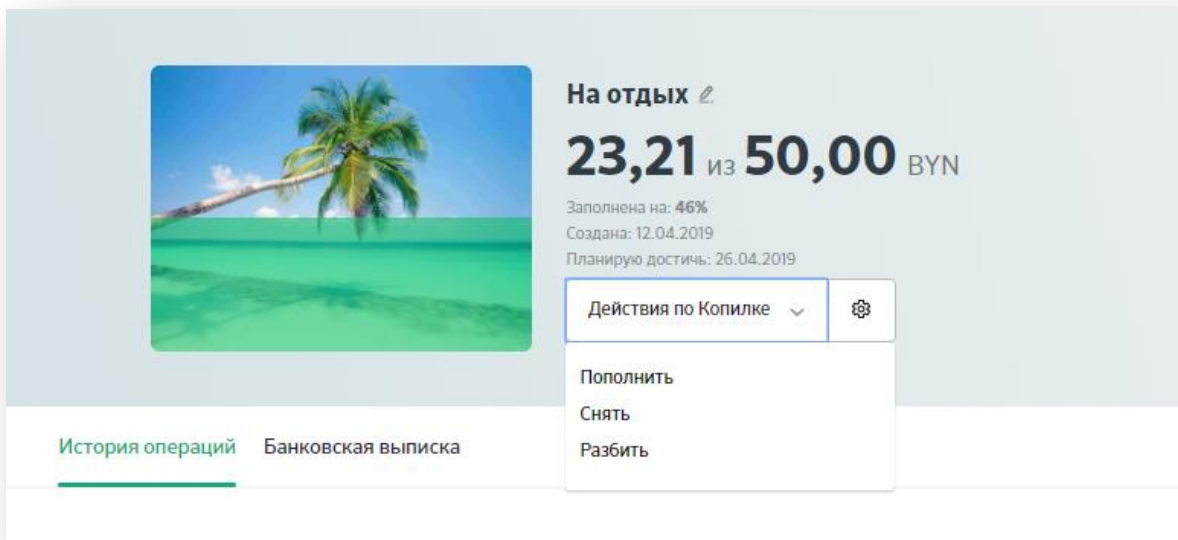 На отдых
23,21 из 50,00 BYN
Заполнена на: 46%
Создана: 12.04.2019
Планирую достичь: 26.04.2019
Действия по Копилке
Пополнить
Снять
Разбить
История операций Банковская выписка